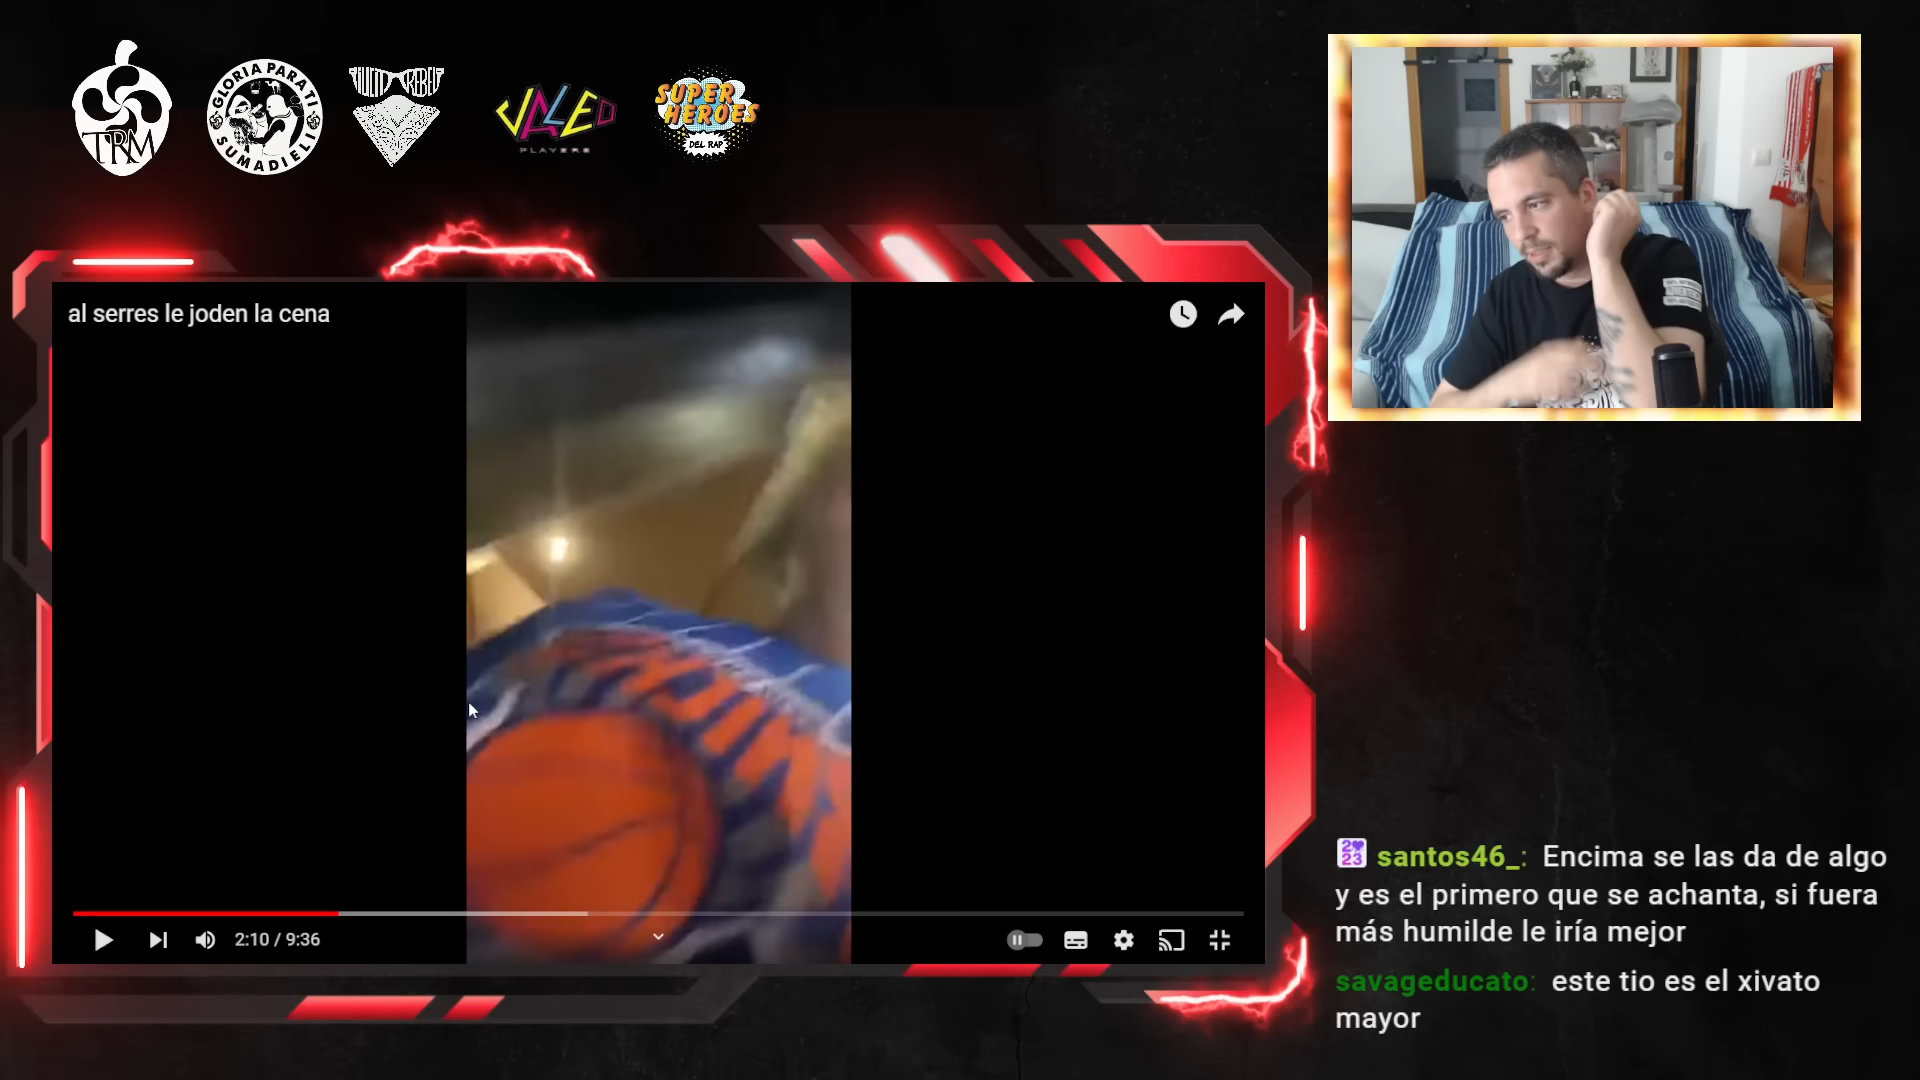 TRM
GLORIA PARA TI
SUMADIELI
JALEO
PLAYERS
SUPER
HEROES
DEL RAP
al serres le joden la cena
2:10 / 9:36
santos46_: Encima se las da de algo
y es el primero que se achanta, si fuera
más humilde le iría mejor
savageducato: este tio es el xivato
mayor